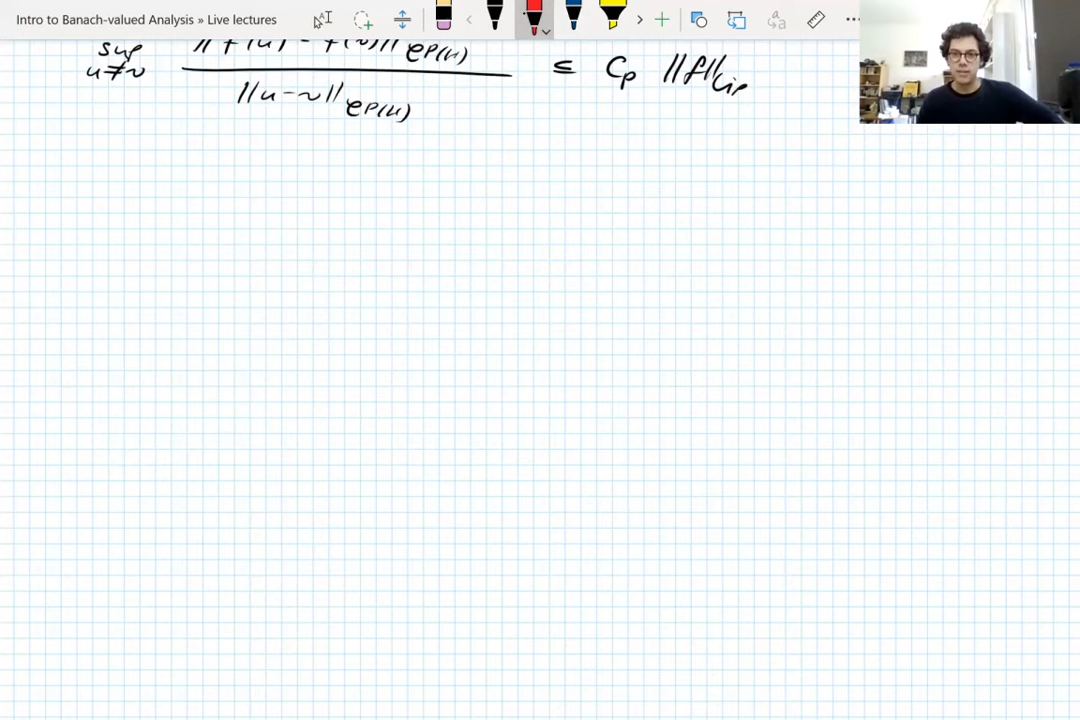 Intro to Banach-valued Analysis » Live lectures
sup ‖f(u) - f(v)‖ℓp(H)
u≠v ‖u-v‖ℓp(H) ≤ Cp ‖f‖Lip